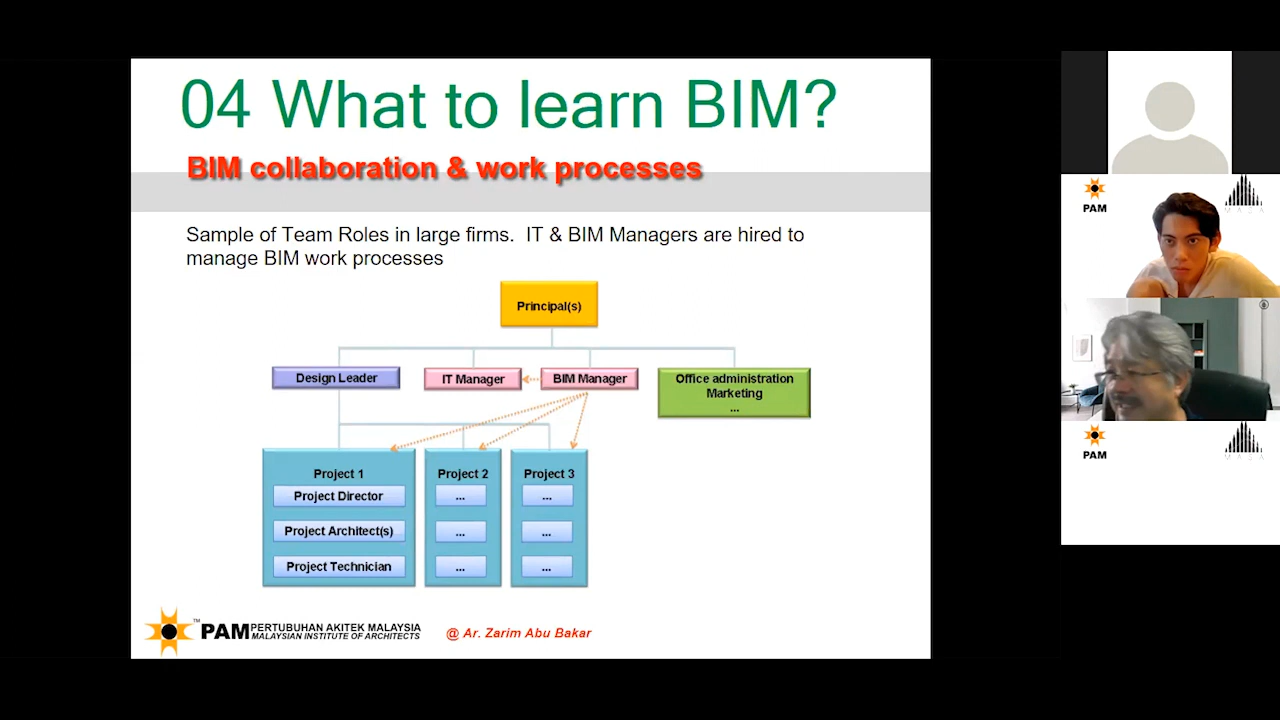 04 What to learn BIM?
BIM collaboration & work processes
Sample of Team Roles in large firms.  IT & BIM Managers are hired to
manage BIM work processes
Principal(s)
Design Leader
IT Manager
BIM Manager
Office administration
Marketing
...
Project 1
Project Director
Project Architect(s)
Project Technician
Project 2
...
...
...
Project 3
...
...
...
PAM™
PERTUBUHAN AKITEK MALAYSIA
MALAYSIAN INSTITUTE OF ARCHITECTS
@ Ar. Zarim Abu Bakar
PAM
PAM